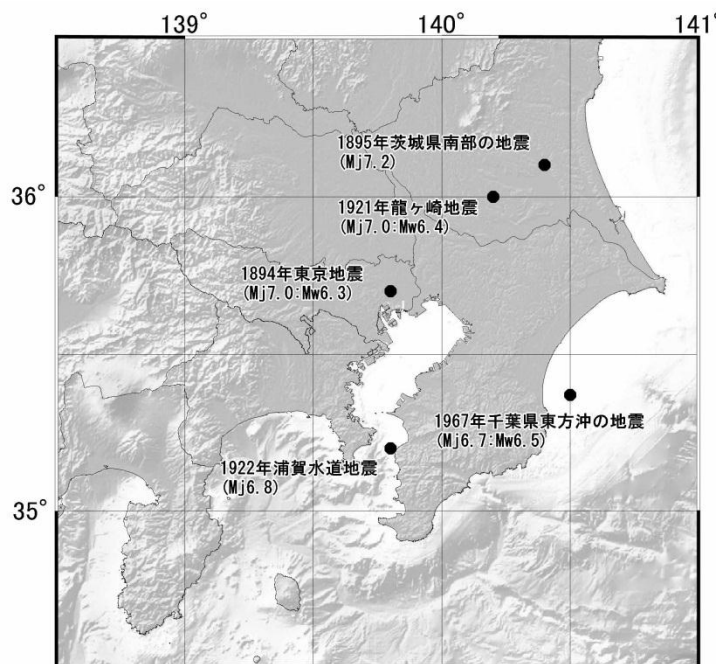 139°
140°
141°
1895年茨城県南部の地震
(Mj7.2)
36°
1921年龍ヶ崎地震
(Mj7.0:Mw6.4)
1894年東京地震
(Mj7.0:Mw6.3)
1967年千葉県東方沖の地震
(Mj6.7:Mw6.5)
1922年浦賀水道地震
(Mj6.8)
35°